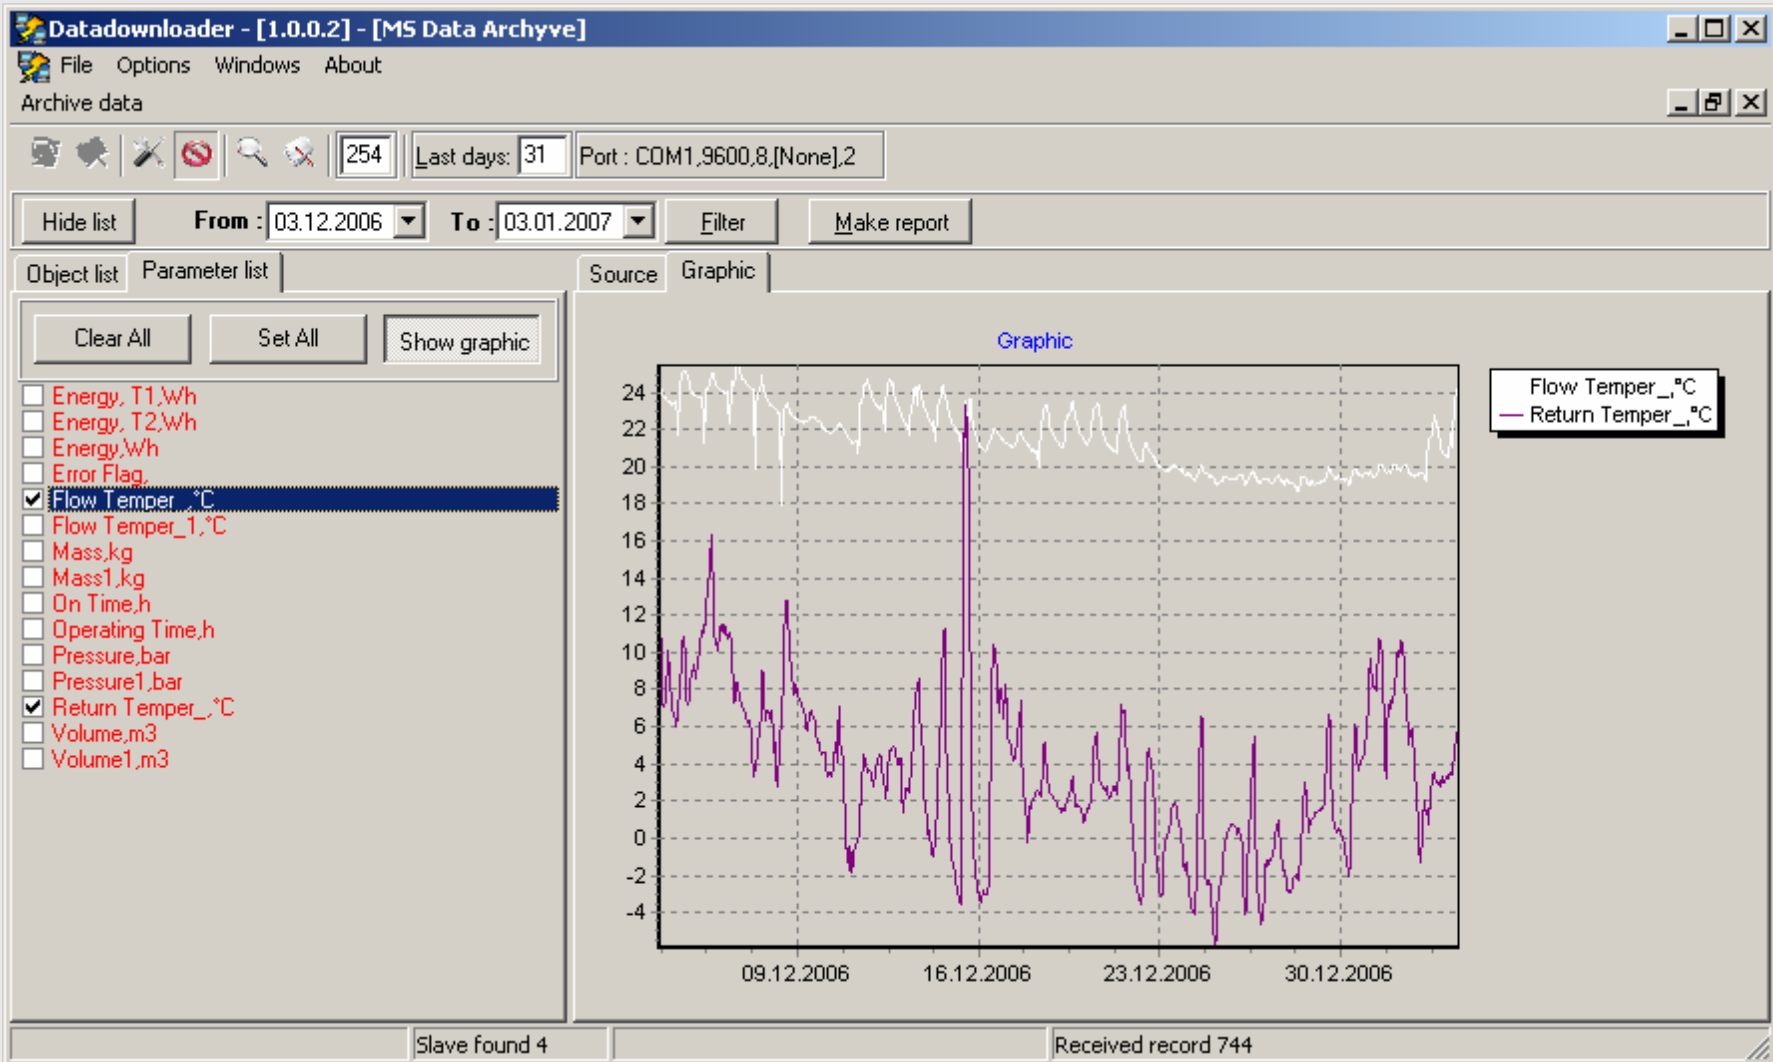 Datadownloader - [1.0.0.2] - [MS Data Archyve]
File Options Windows About
Archive data
254 Last days: 31 Port : COM1,9600,8,[None],2
Hide list From : 03.12.2006 To : 03.01.2007 Filter Make report
Object list Parameter list Source Graphic
Clear All Set All Show graphic
Energy, T1,Wh
Energy, T2,Wh
Energy,Wh
Error Flag,
Flow Temper_,°C
Flow Temper_1,°C
Mass,kg
Mass1,kg
On Time,h
Operating Time,h
Pressure,bar
Pressure1,bar
Return Temper_,°C
Volume,m3
Volume1,m3
Graphic
24
22
20
18
16
14
12
10
8
6
4
2
0
-2
-4
09.12.2006 16.12.2006 23.12.2006 30.12.2006
Flow Temper_,°C
Return Temper_,°C
Slave found 4 Received record 744